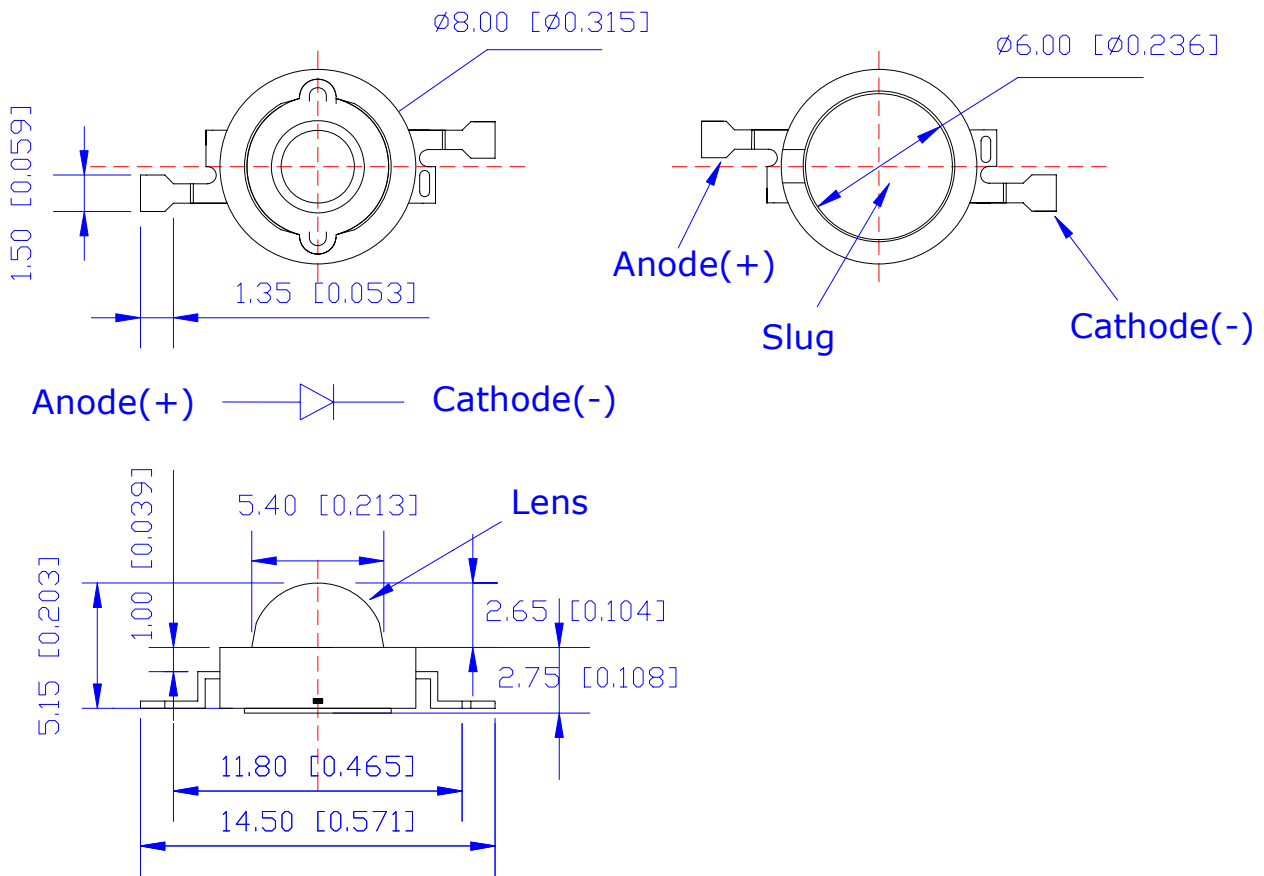 ø8.00 [ø0.315]
ø6.00 [ø0.236]
1.50 [0.059]
1.35 [0.053]
Anode(+)
Slug
Cathode(-)
Anode(+)
Cathode(-)
5.40 [0.213]
Lens
1.00 [0.039]
5.15 [0.203]
2.65 [0.104]
2.75 [0.108]
11.80 [0.465]
14.50 [0.571]